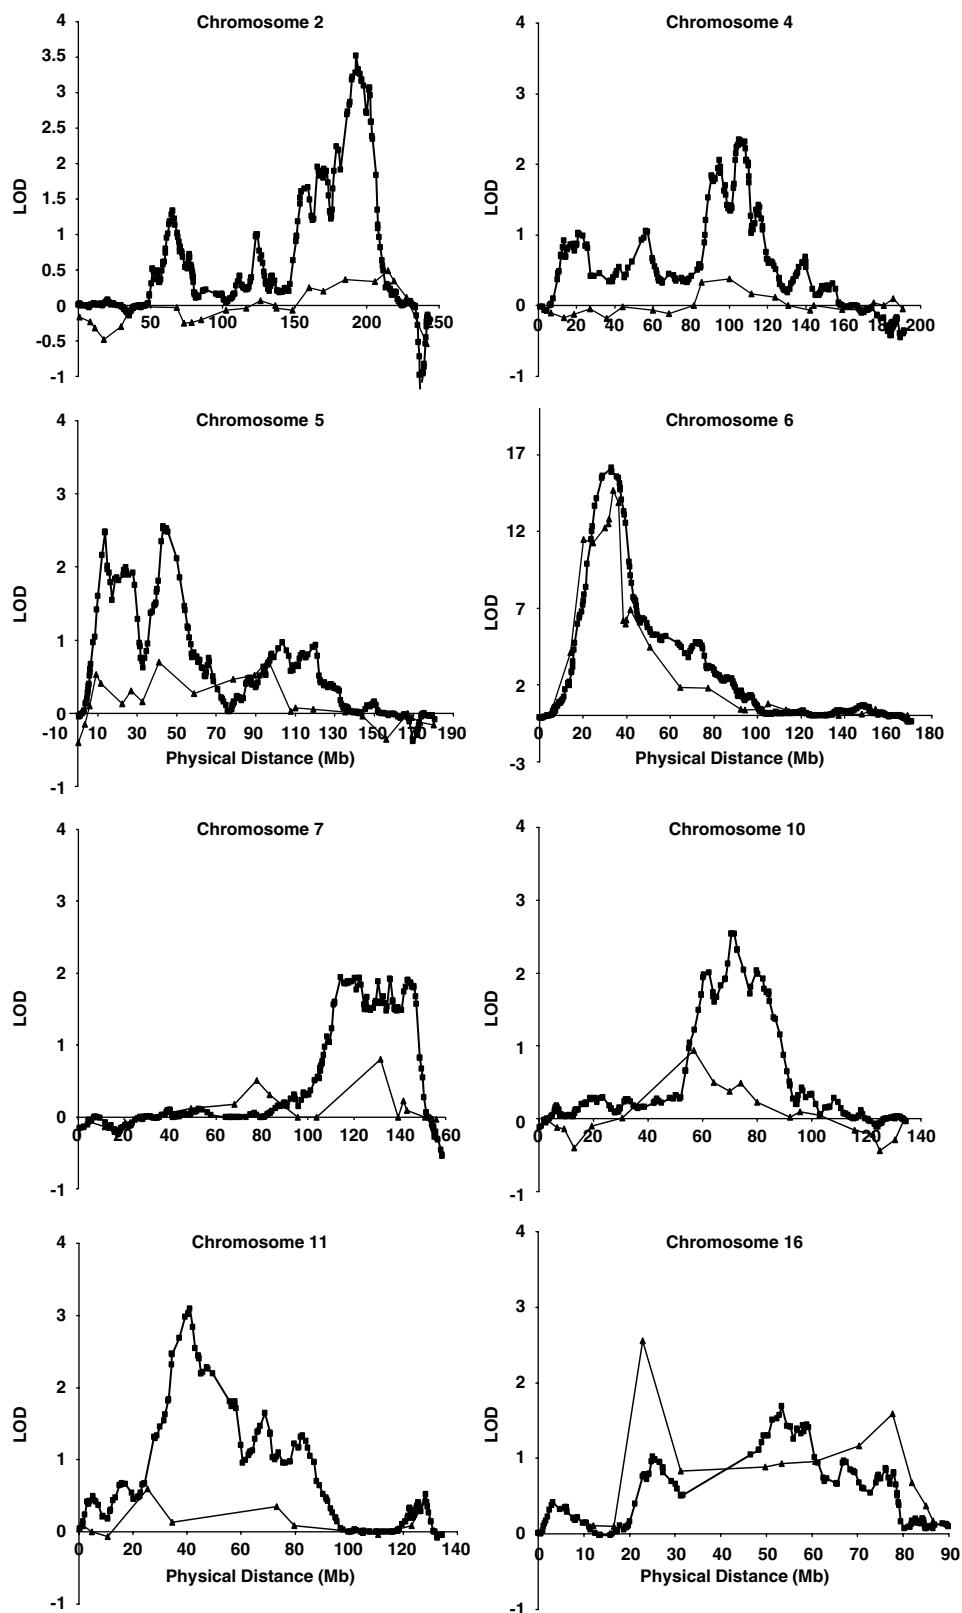 Chromosome 2
4
3.5
3
2.5
2
1.5
1
0.5
0
-0.5
-1
LOD
0 50 100 150 200 250
Chromosome 4
4
3
2
1
0
-1
LOD
0 20 40 60 80 100 120 140 160 180 200
Chromosome 5
4
3
2
1
0
-1
LOD
-10 10 30 50 70 90 110 130 150 170 190
Physical Distance (Mb)
Chromosome 6
17
12
7
2
-3
LOD
0 20 40 60 80 100 120 140 160 180
Physical Distance (Mb)
Chromosome 7
4
3
2
1
0
-1
LOD
0 20 40 60 80 100 120 140 160
Chromosome 10
4
3
2
1
0
-1
LOD
0 20 40 60 80 100 120 140
Chromosome 11
4
3
2
1
0
-1
LOD
0 20 40 60 80 100 120 140
Physical Distance (Mb)
Chromosome 16
4
3
2
1
0
-1
LOD
0 10 20 30 40 50 60 70 80 90
Physical Distance (Mb)